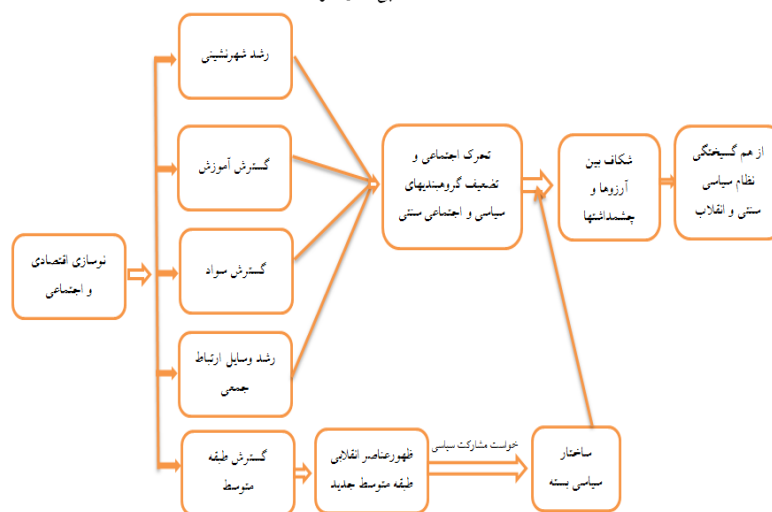 رشد شهرنشینی
گسترش آموزش
گسترش سواد
رشد وسایل ارتباط
جمعی
گسترش طبقه
متوسط
نوسازی اقتصادی
و اجتماعی
تحرک اجتماعی و
تضعیف گروهبندیهای
سیاسی و اجتماعی سنتی
شکاف بین
آرزوها و
چشمداشتها
از هم گسیختگی
نظام سیاسی
سنتی و انقلاب
ظهورعناصر انقلابی
طبقه متوسط جدید
خواست مشارکت سیاسی
ساختار
سیاسی بسته